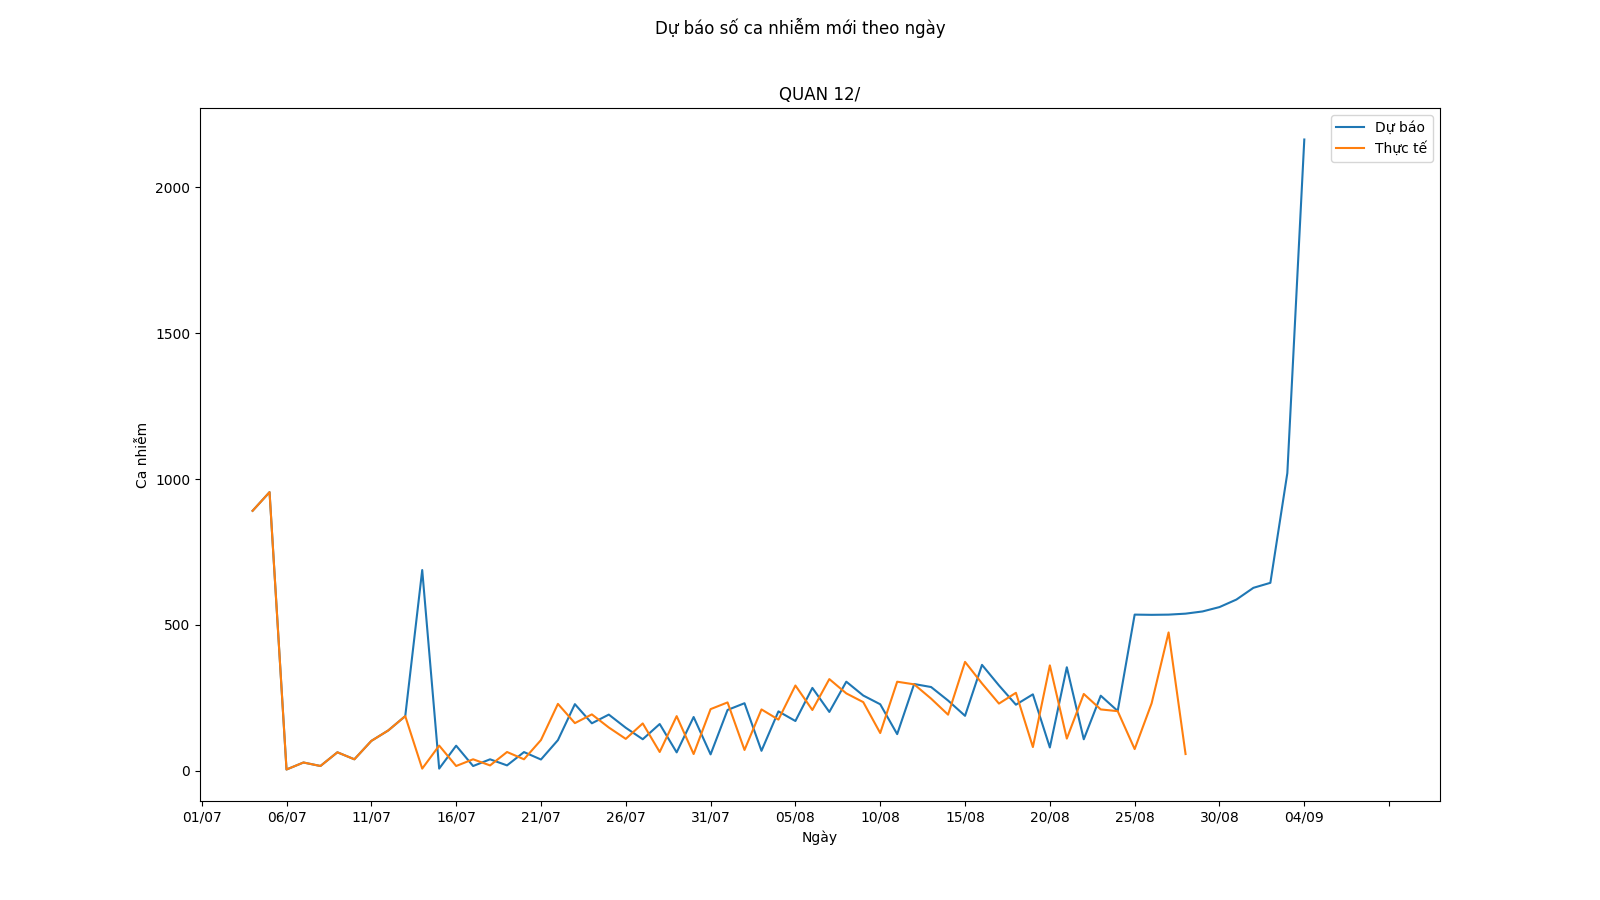 Dự báo số ca nhiễm mới theo ngày
QUAN 12/
Dự báo
Thực tế
2000
1500
1000
500
0
Ca nhiễm
01/07 06/07 11/07 16/07 21/07 26/07 31/07 05/08 10/08 15/08 20/08 25/08 30/08 04/09
Ngày